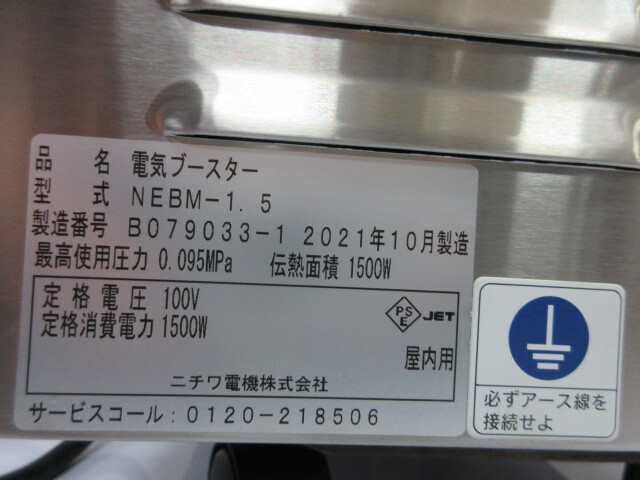 品 名 電気ブースター
型 式 NEBM-1.5
製造番号 B079033-1 2021年10月製造
最高使用圧力 0.095MPa 伝熱面積 1500W
定格電圧 100V
定格消費電力 1500W
PSE JET
屋内用
ニチワ電機株式会社
サービスコール:0120-218506
必ずアース線を
接続せよ